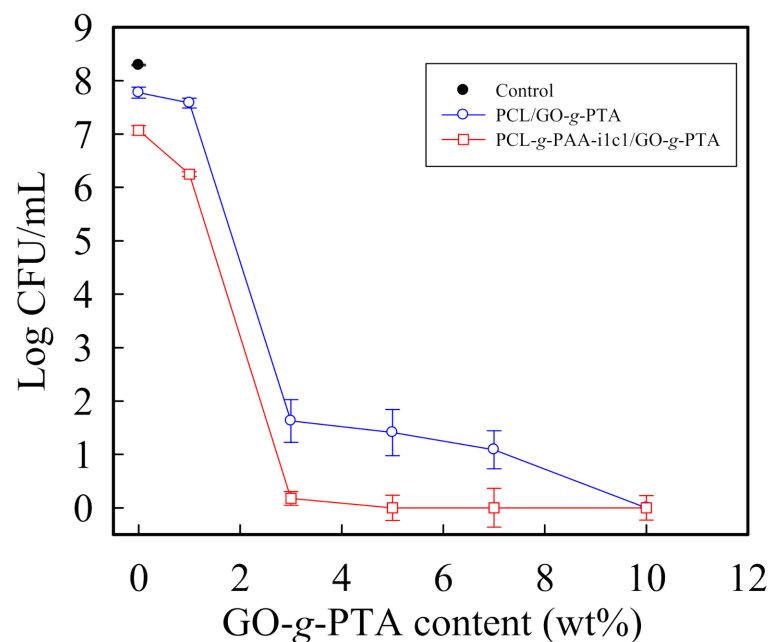 9
8
7
6
5
4
3
2
1
0
Log CFU/mL
Control
PCL/GO-g-PTA
PCL-g-PAA-i1c1/GO-g-PTA
0 2 4 6 8 10 12
GO-g-PTA content (wt%)